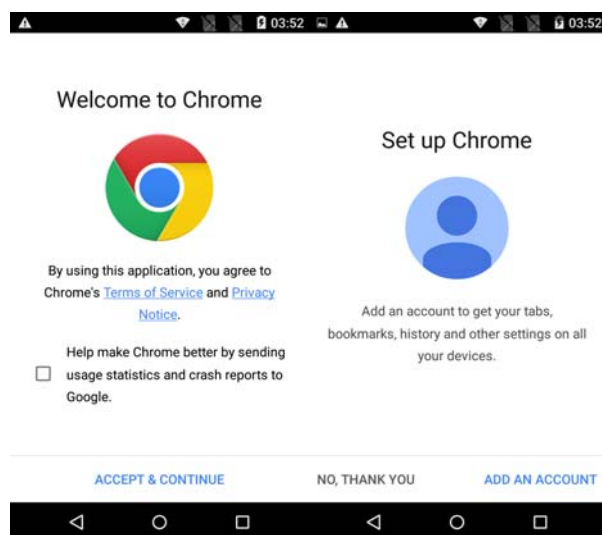 03:52
Welcome to Chrome
By using this application, you agree to
Chrome's Terms of Service and Privacy
Notice.
Help make Chrome better by sending
usage statistics and crash reports to
Google.
ACCEPT & CONTINUE
03:52
Set up Chrome
Add an account to get your tabs,
bookmarks, history and other settings on all
your devices.
NO, THANK YOU
ADD AN ACCOUNT